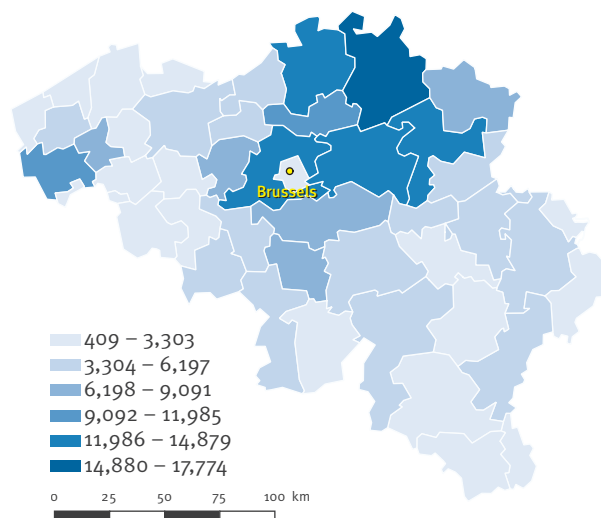 Brussels
409 – 3,303
3,304 – 6,197
6,198 – 9,091
9,092 – 11,985
11,986 – 14,879
14,880 – 17,774
0 25 50 75 100 km